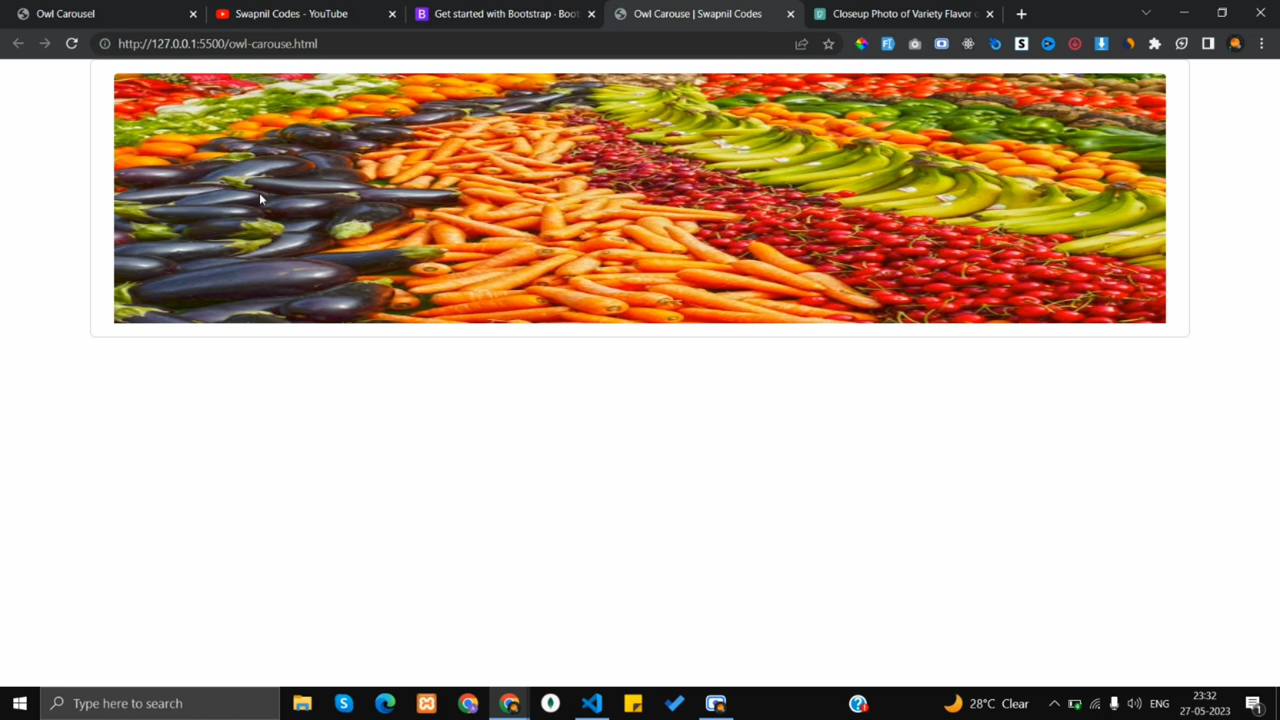 Owl Carousel
Swapnil Codes - YouTube
Get started with Bootstrap · Boot
Owl Carouse | Swapnil Codes
Closeup Photo of Variety Flavor o
http://127.0.0.1:5500/owl-carouse.html
Type here to search
28°C Clear
ENG
23:32
27-05-2023